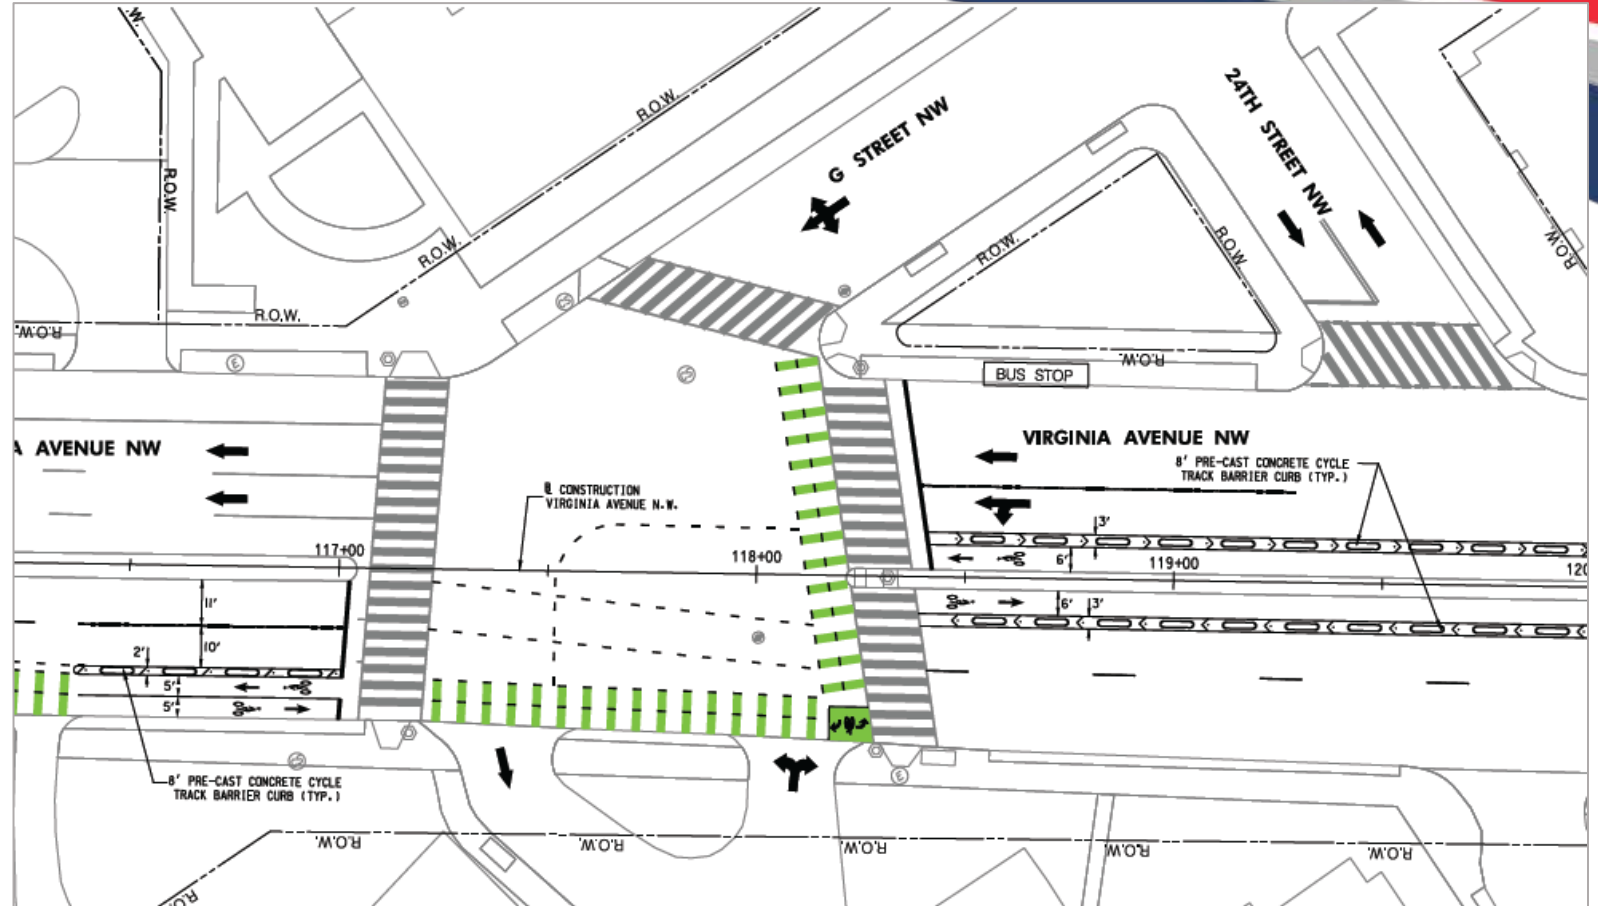 .W.
R.O.W.
R.O.W.
R.O.W.
R.O.W.
R.O.W.
G STREET NW
24TH STREET NW
R.O.W.
R.O.W.
R.O.W.
R.O.W.
E
BUS STOP
A AVENUE NW
VIRGINIA AVENUE NW
8' PRE-CAST CONCRETE CYCLE
TRACK BARRIER CURB (TYP.)
CONSTRUCTION
VIRGINIA AVENUE N.W.
117+00
118+00
119+00
120
3'
6'
6'
3'
11'
10'
2'
5'
5'
8' PRE-CAST CONCRETE CYCLE
TRACK BARRIER CURB (TYP.)
E
R.O.W.
R.O.W.
R.O.W.
R.O.W.
R.O.W.
R.O.